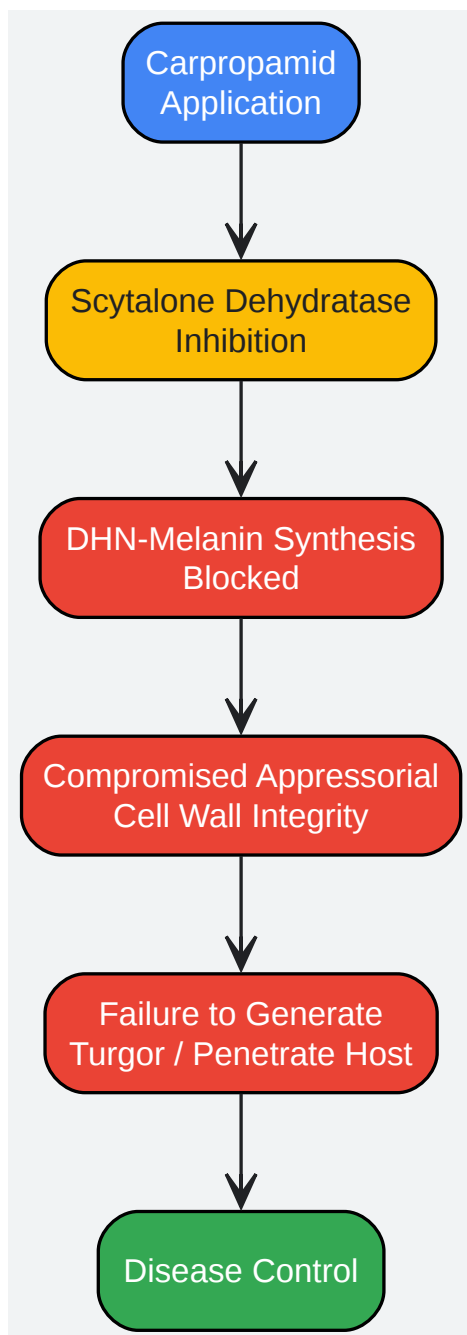 Carpropamid
Application
Scytalone Dehydratase
Inhibition
DHN-Melanin Synthesis
Blocked
Compromised Appressorial
Cell Wall Integrity
Failure to Generate
Turgor / Penetrate Host
Disease Control